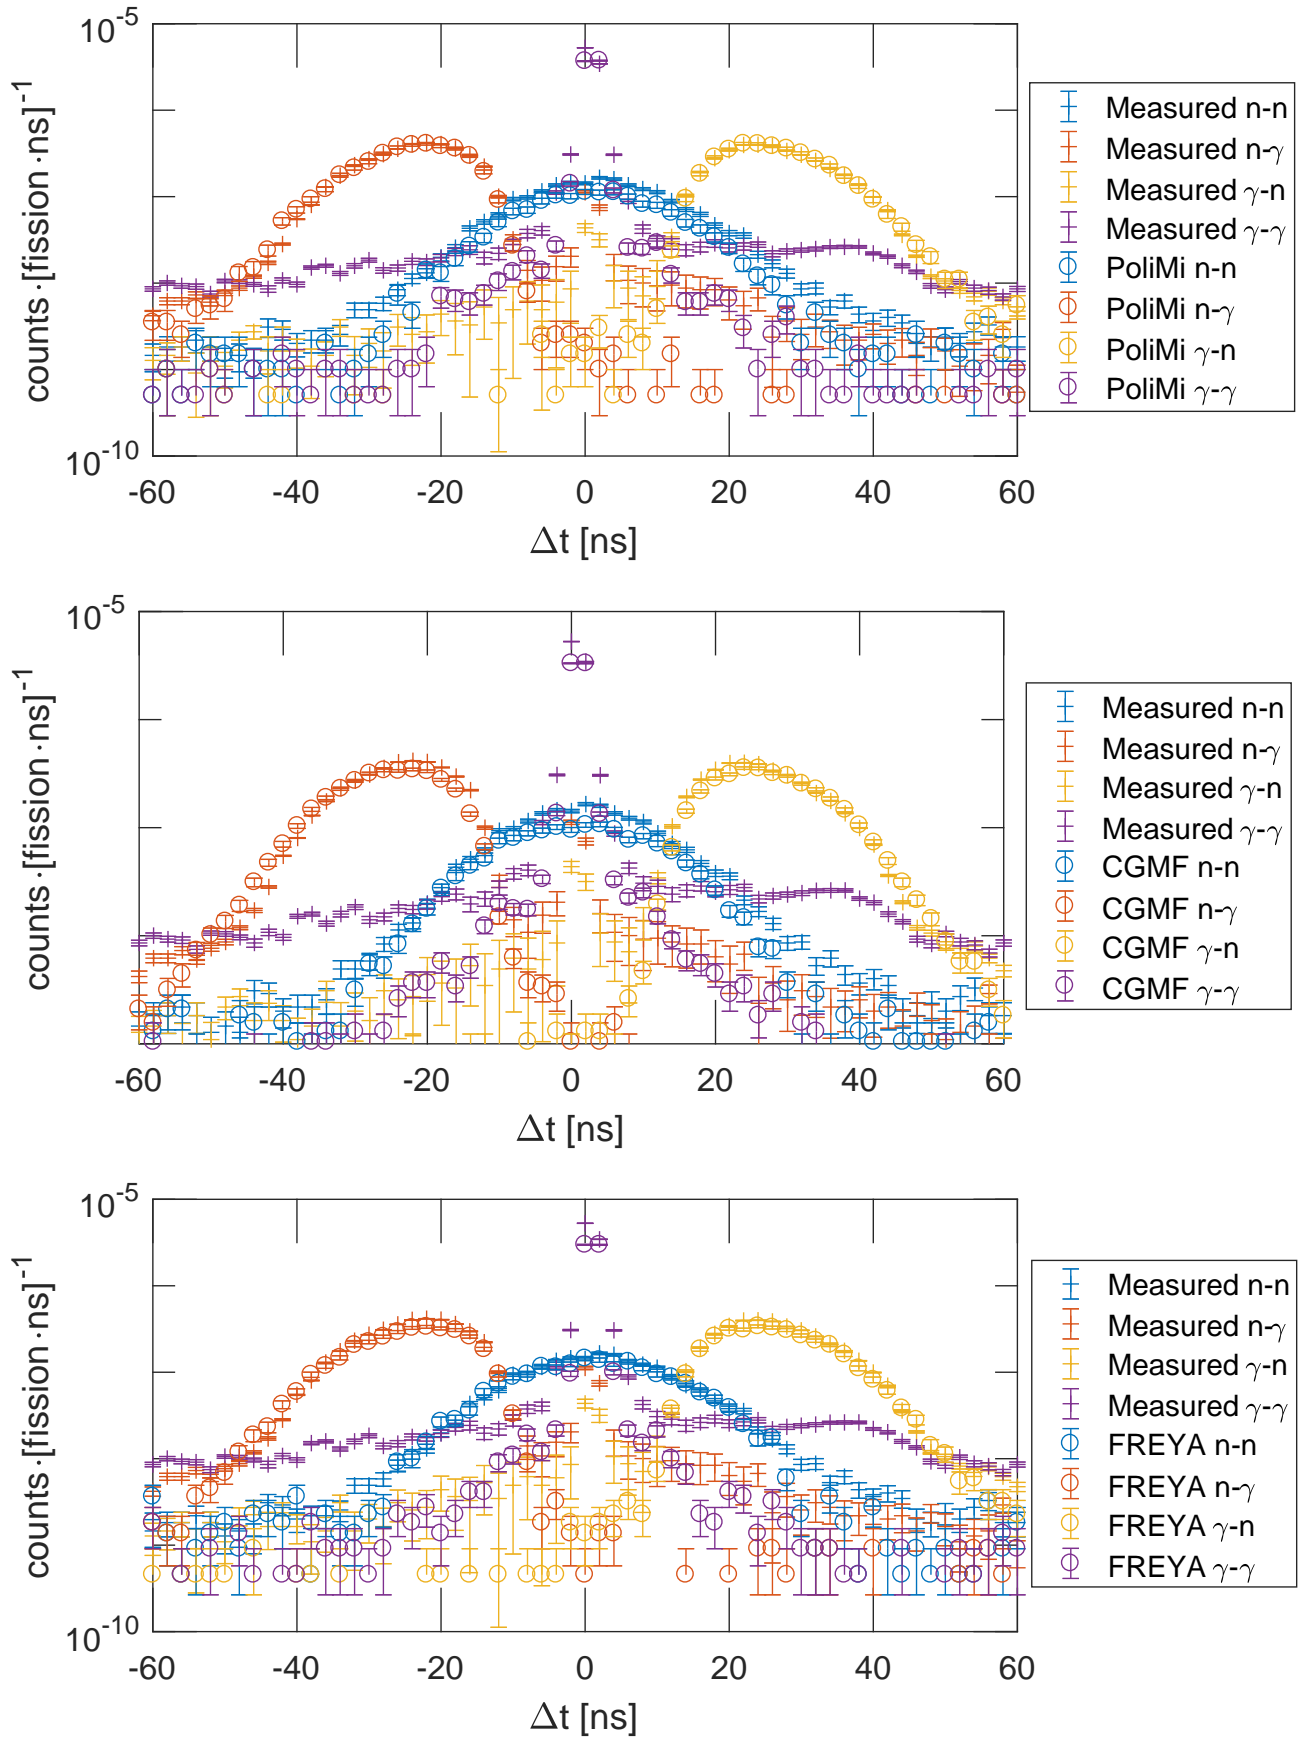 10^-5
10^-10
counts·[fission·ns]^-1
-60 -40 -20 0 20 40 60
Δt [ns]
Measured n-n
Measured n-γ
Measured γ-n
Measured γ-γ
PoliMi n-n
PoliMi n-γ
PoliMi γ-n
PoliMi γ-γ
10^-5
counts·[fission·ns]^-1
-60 -40 -20 0 20 40 60
Δt [ns]
Measured n-n
Measured n-γ
Measured γ-n
Measured γ-γ
CGMF n-n
CGMF n-γ
CGMF γ-n
CGMF γ-γ
10^-5
10^-10
counts·[fission·ns]^-1
-60 -40 -20 0 20 40 60
Δt [ns]
Measured n-n
Measured n-γ
Measured γ-n
Measured γ-γ
FREYA n-n
FREYA n-γ
FREYA γ-n
FREYA γ-γ